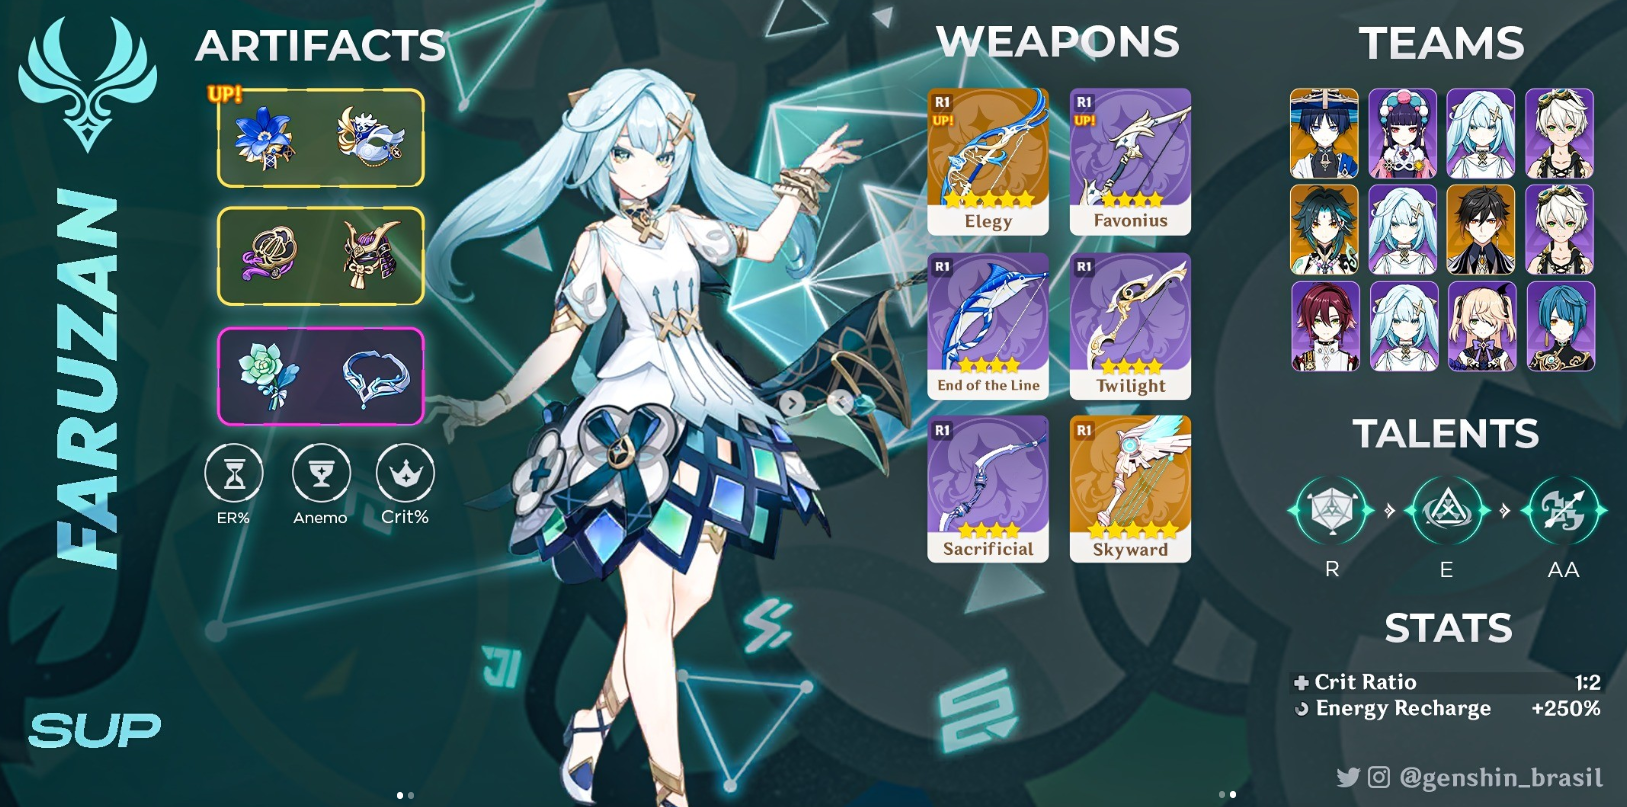 FARUZAN
SUP
ARTIFACTS
UP!
ER%
Anemo
Crit%
WEAPONS
R1
UP!
Elegy
R1
UP!
Favonius
R1
End of the Line
R1
Twilight
R1
Sacrificial
R1
Skyward
TEAMS
TALENTS
R
E
AA
STATS
Crit Ratio 1:2
Energy Recharge +250%
@genshin_brasil